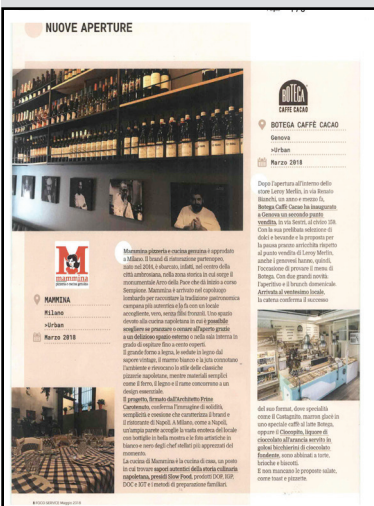 NUOVE APERTURE
MAMMINA
Milano
>Urban
Marzo 2018
Mammina pizzeria e cucina genuina è approdato
a Milano. Il brand di ristorazione partenopeo,
nato nel 2014, è sbarcato, infatti, nel centro della
città ambrosiana, nella zona storica in cui sorge il
monumentale Arco della Pace che dà inizio a corso
Sempione. Mammina è arrivato nel capoluogo
lombardo per raccontare la tradizione gastronomica
campana più autentica e lo fa con un locale
accogliente, vero, senza filtri fronzoli. Uno spazio
devoto alla cucina napoletana in cui è possibile
scegliere se pranzare o cenare all'aperto grazie
a un delizioso spazio esterno o nella sala interna in
grado di ospitare fino a cento coperti.
Il grande forno a legna, le sedute in legno dal
sapore vintage, il marmo bianco e la juta connotano
l'ambiente e rievocano lo stile delle classiche
pizzerie napoletane, mentre materiali semplici
come il ferro, il legno e il rame concorrono a un
design essenziale.
Il progetto, firmato dall'Architetto Prino
Carotenuto, conferma l'immagine di sobrietà,
semplicità e coesione che caratterizza il brand e
il ristorante di Napoli. A Milano, come a Napoli,
un'ampia parete accoglie la vasta enoteca del locale
con bottiglie in bella mostra e le foto artistiche in
bianco e nero degli chef stellati più apprezzati del
momento.
La cucina di Mammina è la cucina di casa, un posto
in cui trovare sapori autentici della storia culinaria
napoletana, presidi Slow Food, prodotti DOP, IGP,
DOC e IGT e i metodi di preparazione familiari.
BOTEGA
CAFFÈ CACAO
BOTEGA CAFFÈ CACAO
Genova
>Urban
Marzo 2018
Dopo l'apertura all'interno dello
store Leroy Merlin, in via Renato
Bianchi, un anno e mezzo fa,
Botega Caffè Cacao ha inaugurato
a Genova un secondo punto
vendita, in via Sestri, al civico 118.
Con la sua prelibata selezione di
dolci e bevande e la proposta per
la pausa pranzo arricchita rispetto
al punto vendita di Leroy Merlin,
anche i genovesi hanno, quindi,
l'occasione di provare il menu di
Botega. Con due grandi novità:
l'aperitivo e il brunch domenicale.
Arrivata al ventesimo locale,
la catena conferma il successo
del suo format, dove specialità
come il Castagnito, marron glacé in
uno speciale caffè al latte Botega,
oppure il Ciocopito, liquore di
cioccolato all'arancia servito in
golosi bicchierini di cioccolato
fondente, sono abbinati a torte,
brioche e biscotti.
E non mancano le proposte salate,
come toast e pizzette.
Maggio 2018